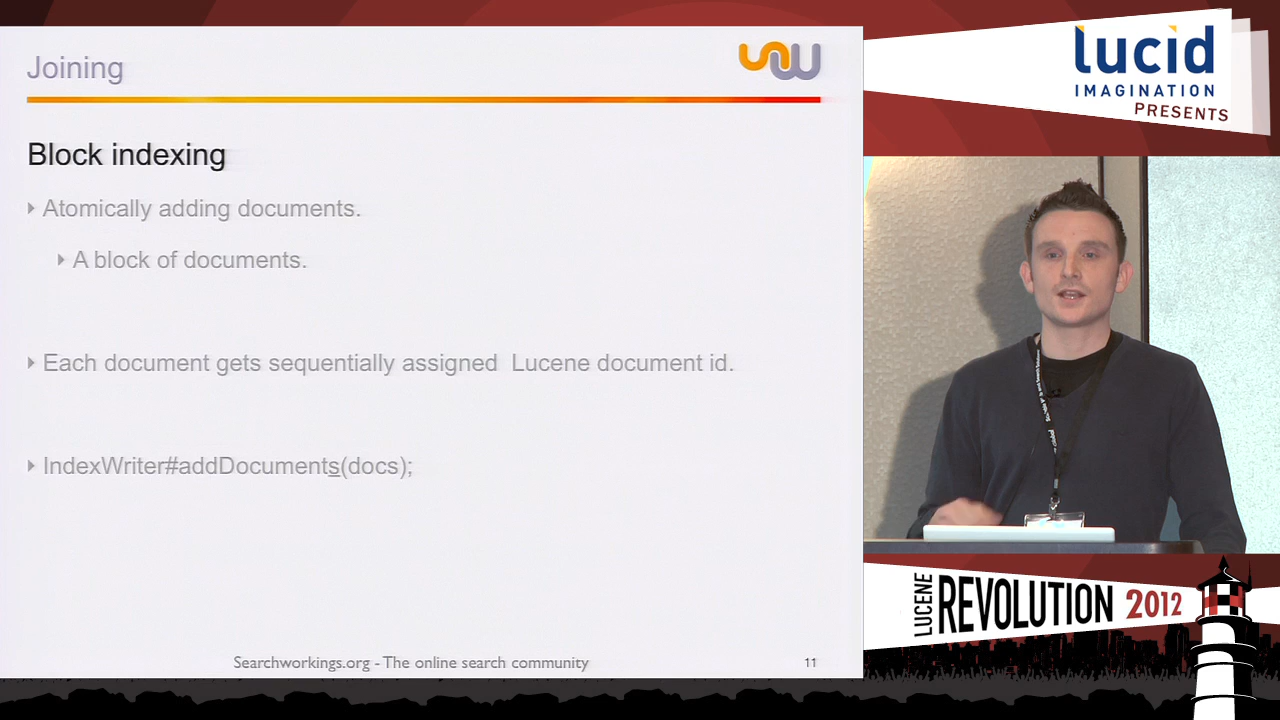 Joining
Block indexing
Atomically adding documents.
A block of documents.
Each document gets sequentially assigned Lucene document id.
IndexWriter#addDocuments(docs);
Searchworkings.org - The online search community
11
lucid
IMAGINATION
PRESENTS
LUCENE
REVOLUTION 2012